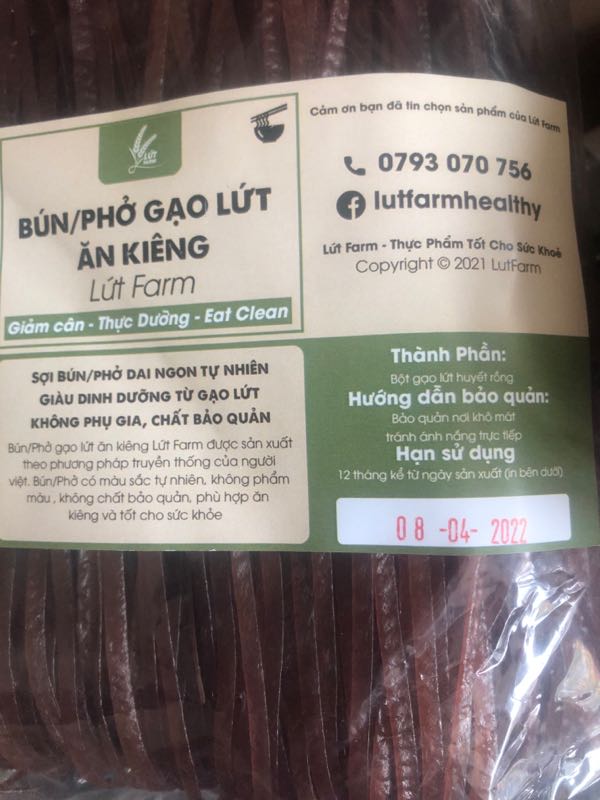 LỨT
FARM
BÚN/PHỞ GẠO LỨT
ĂN KIÊNG
Lứt Farm
Giảm cân - Thực Dưỡng - Eat Clean
Cảm ơn bạn đã tin chọn sản phẩm của Lứt Farm
0793 070 756
lutfarmhealthy
Lứt Farm - Thực Phẩm Tốt Cho Sức Khoẻ
Copyright © 2021 LutFarm
SỢI BÚN/PHỞ DAI NGON TỰ NHIÊN
GIÀU DINH DƯỠNG TỪ GẠO LỨT
KHÔNG PHỤ GIA, CHẤT BẢO QUẢN
Bún/Phở gạo lứt ăn kiêng Lứt Farm được sản xuất
theo phương pháp truyền thống của người
việt. Bún/Phở có màu sắc tự nhiên, không phẩm
màu , không chất bảo quản, phù hợp ăn
kiêng và tốt cho sức khỏe
Thành Phần:
Bột gạo lứt huyết rồng
Hướng dẫn bảo quản:
Bảo quản nơi khô mát
tránh ánh nắng trực tiếp
Hạn sử dụng
12 tháng kể từ ngày sản xuất (in bên dưới)
08 -04- 2022